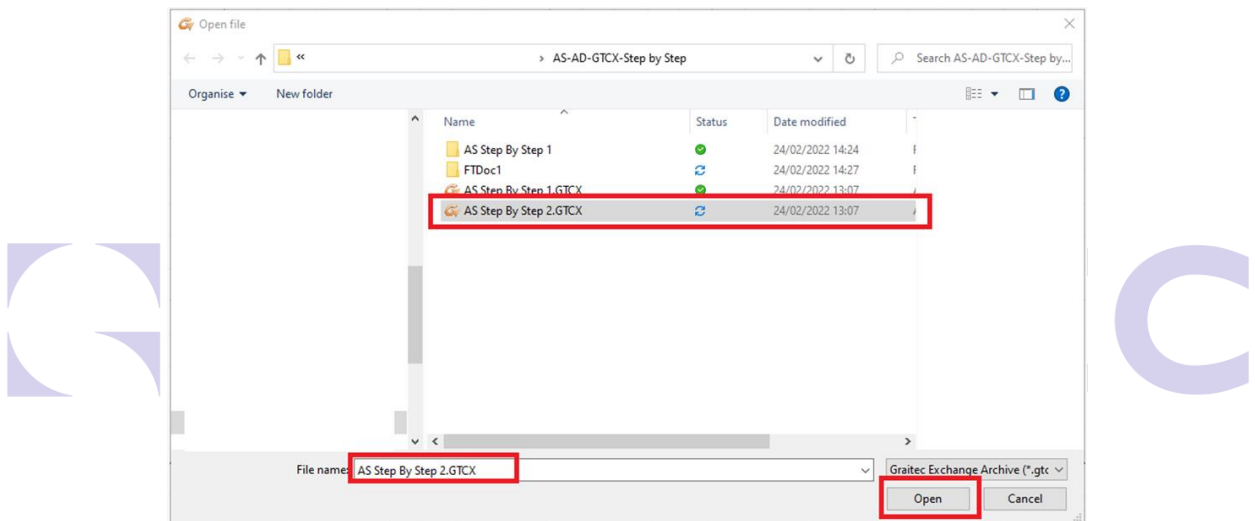 Open file
« › AS-AD-GTCX-Step by Step
Search AS-AD-GTCX-Step by...
Organise New folder
Name Status Date modified
AS Step By Step 1 24/02/2022 14:24
FTDoc1 24/02/2022 14:27
AS Step By Step 1.GTCX 24/02/2022 13:07
AS Step By Step 2.GTCX 24/02/2022 13:07
File name: AS Step By Step 2.GTCX
Graitec Exchange Archive (*.gtc
Open Cancel